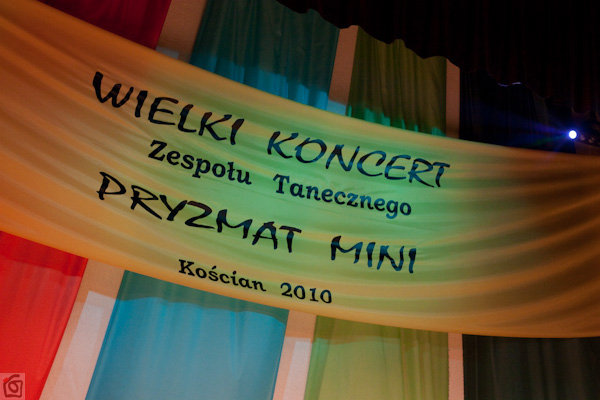 WIELKI KONCERT
Zespołu Tanecznego
PRYZMAT MINI
Kościan 2010